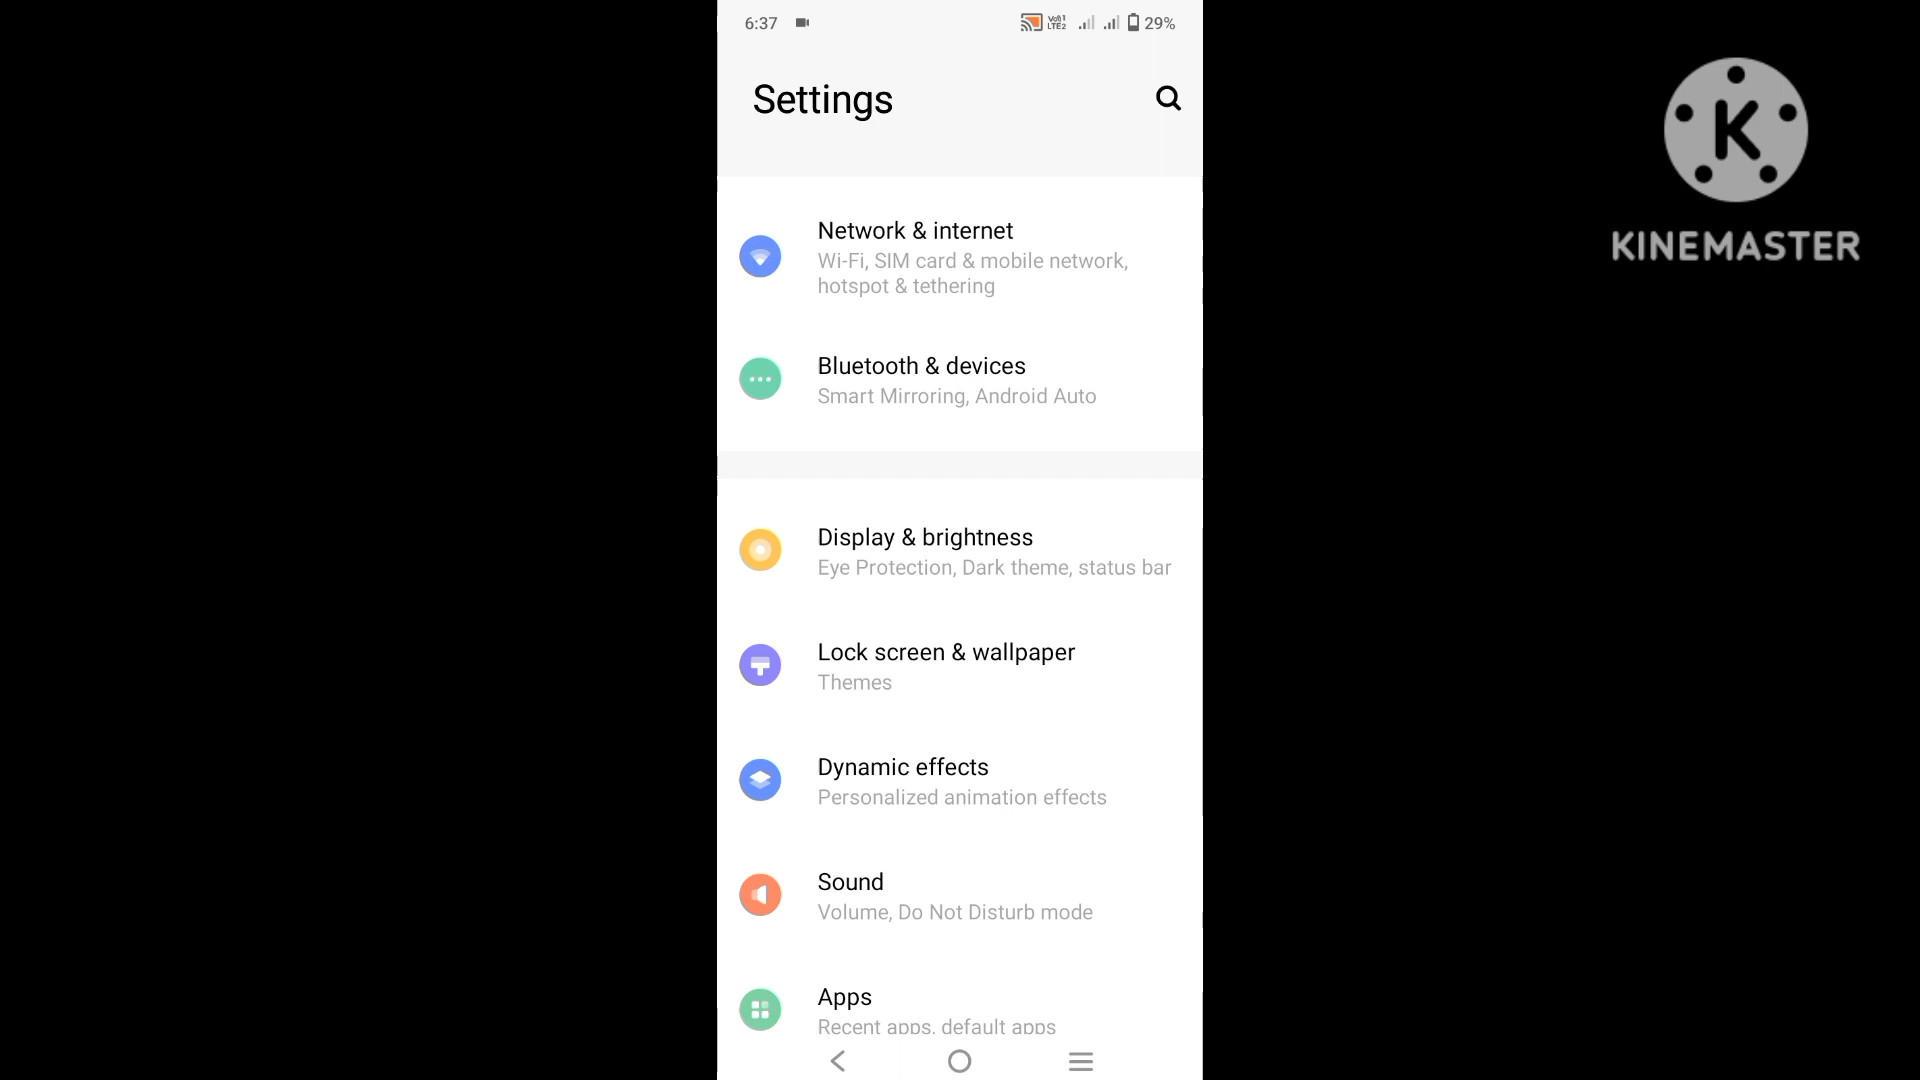 6:37
VoJ1
LTE2
29%
Settings
Network & internet
Wi-Fi, SIM card & mobile network,
hotspot & tethering
Bluetooth & devices
Smart Mirroring, Android Auto
Display & brightness
Eye Protection, Dark theme, status bar
Lock screen & wallpaper
Themes
Dynamic effects
Personalized animation effects
Sound
Volume, Do Not Disturb mode
Apps
Recent apps, default apps
K
KINEMASTER